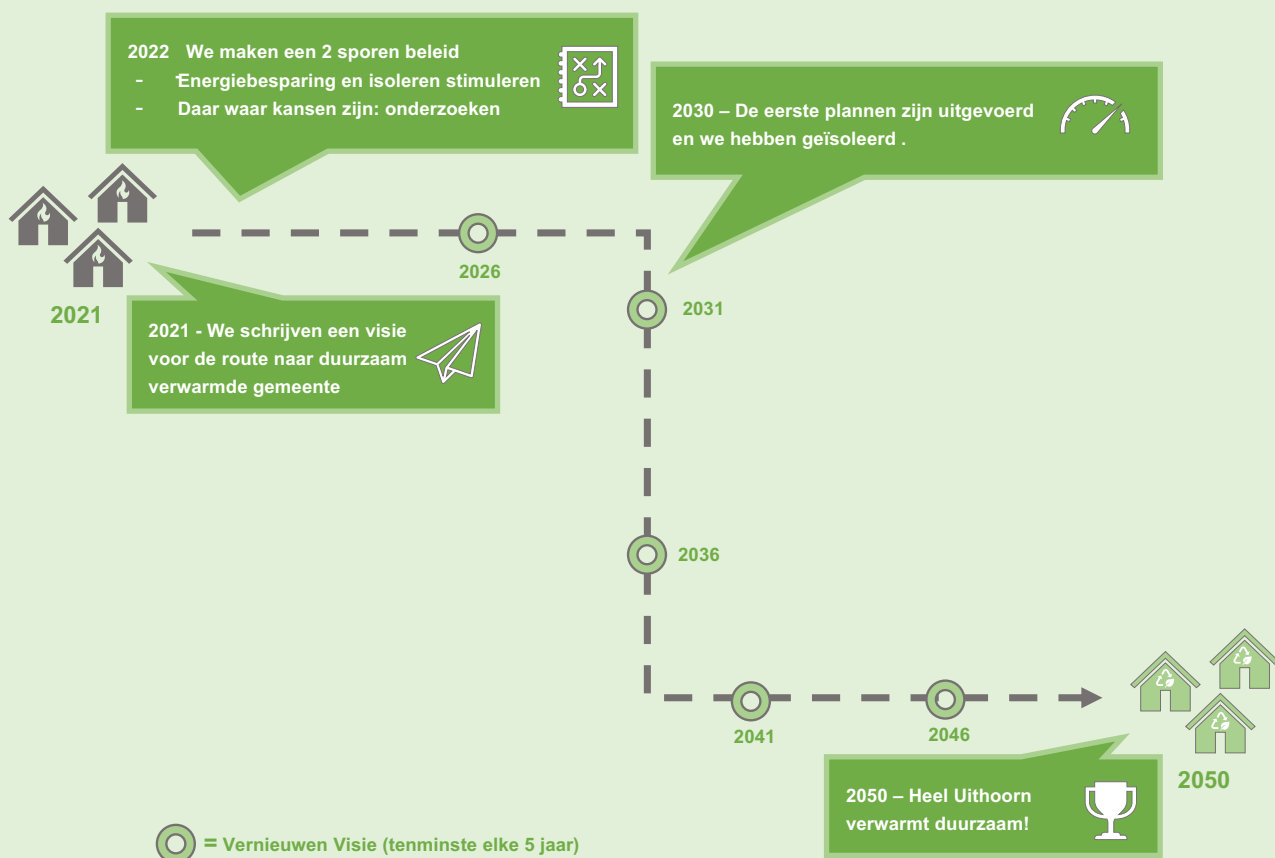 2022 We maken een 2 sporen beleid
- Energiebesparing en isoleren stimuleren
- Daar waar kansen zijn: onderzoeken
2030 – De eerste plannen zijn uitgevoerd
en we hebben geïsoleerd .
2026
2021
2031
2021 - We schrijven een visie
voor de route naar duurzaam
verwarmde gemeente
2036
2041
2046
2050
2050 – Heel Uithoorn
verwarmt duurzaam!
= Vernieuwen Visie (tenminste elke 5 jaar)